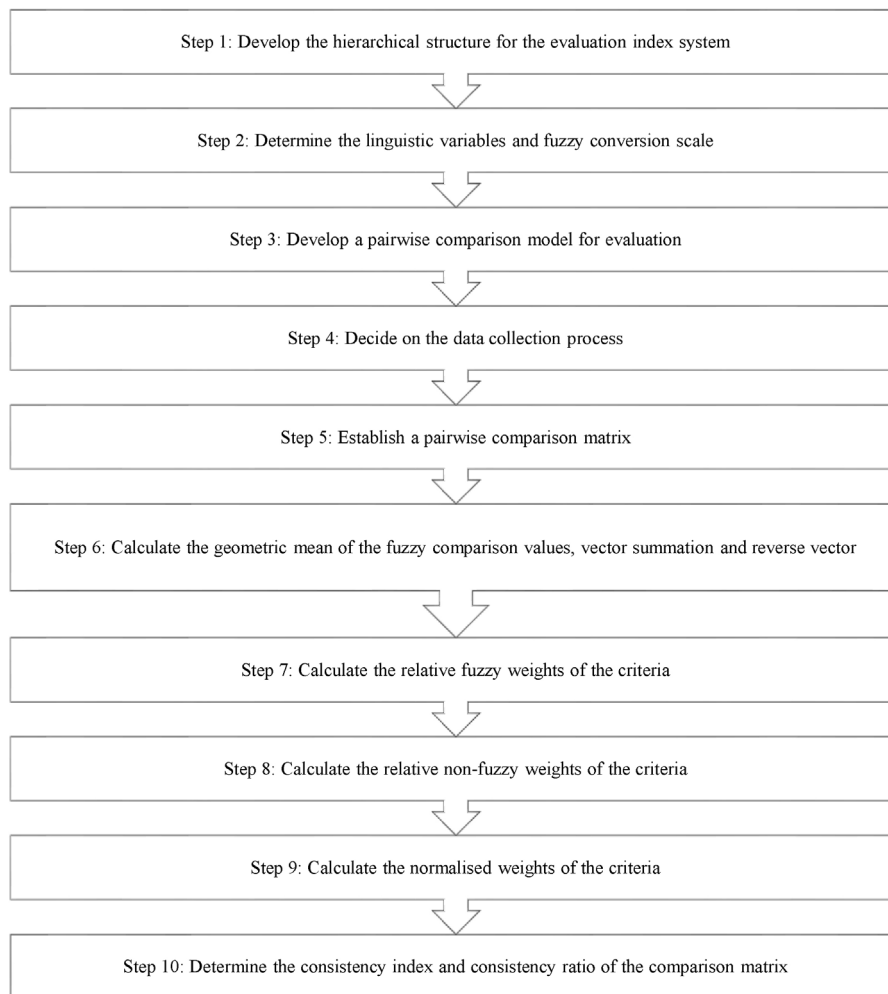 Step 1: Develop the hierarchical structure for the evaluation index system
Step 2: Determine the linguistic variables and fuzzy conversion scale
Step 3: Develop a pairwise comparison model for evaluation
Step 4: Decide on the data collection process
Step 5: Establish a pairwise comparison matrix
Step 6: Calculate the geometric mean of the fuzzy comparison values, vector summation and reverse vector
Step 7: Calculate the relative fuzzy weights of the criteria
Step 8: Calculate the relative non-fuzzy weights of the criteria
Step 9: Calculate the normalised weights of the criteria
Step 10: Determine the consistency index and consistency ratio of the comparison matrix